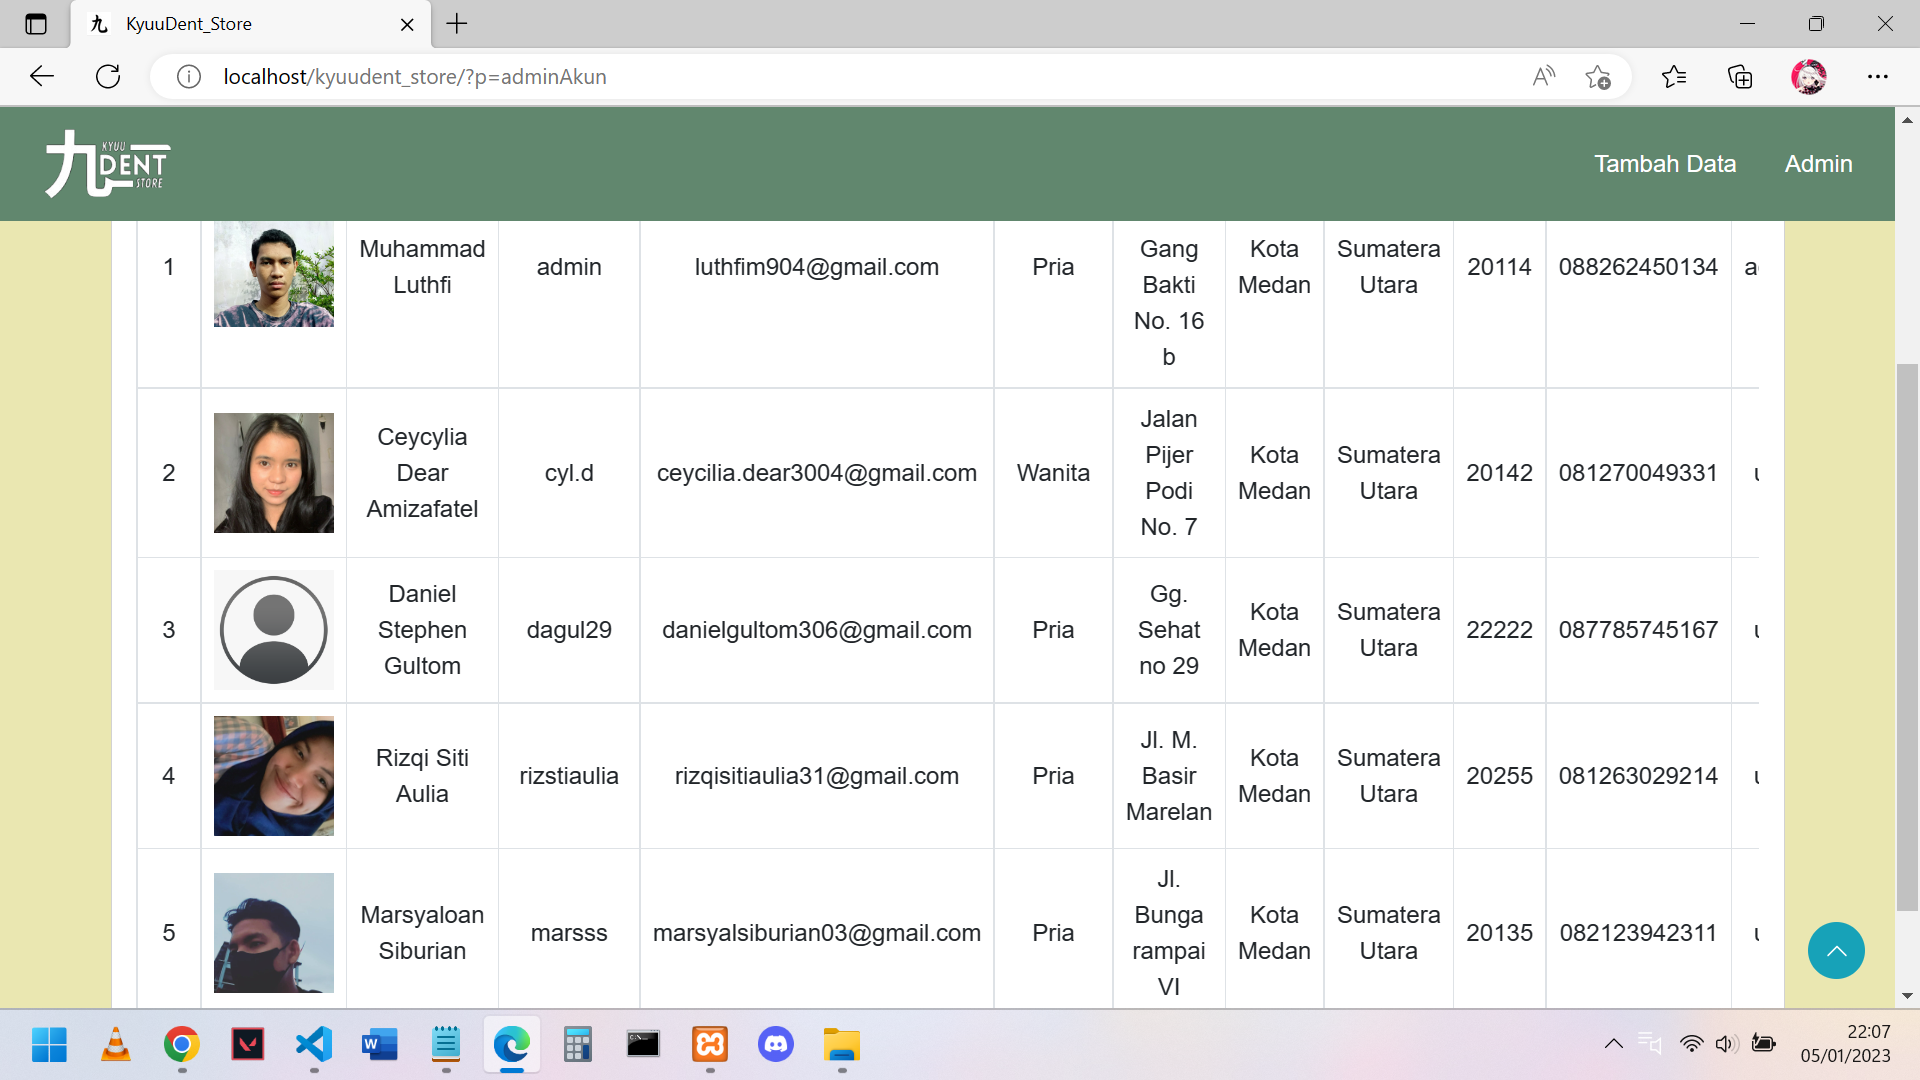 九 KyuuDent_Store
localhost/kyuudent_store/?p=adminAkun
九 KYUU DENT STORE
Tambah Data Admin
1 Muhammad Luthfi admin luthfim904@gmail.com Pria Gang Bakti No. 16 b Kota Medan Sumatera Utara 20114 088262450134 a
2 Ceycylia Dear Amizafatel cyl.d ceycilia.dear3004@gmail.com Wanita Jalan Pijer Podi No. 7 Kota Medan Sumatera Utara 20142 081270049331
3 Daniel Stephen Gultom dagul29 danielgultom306@gmail.com Pria Gg. Sehat no 29 Kota Medan Sumatera Utara 22222 087785745167
4 Rizqi Siti Aulia rizstiaulia rizqisitiaulia31@gmail.com Pria Jl. M. Basir Marelan Kota Medan Sumatera Utara 20255 081263029214
5 Marsyaloan Siburian marsss marsyalsiburian03@gmail.com Pria Jl. Bunga rampai VI Kota Medan Sumatera Utara 20135 082123942311
22:07
05/01/2023